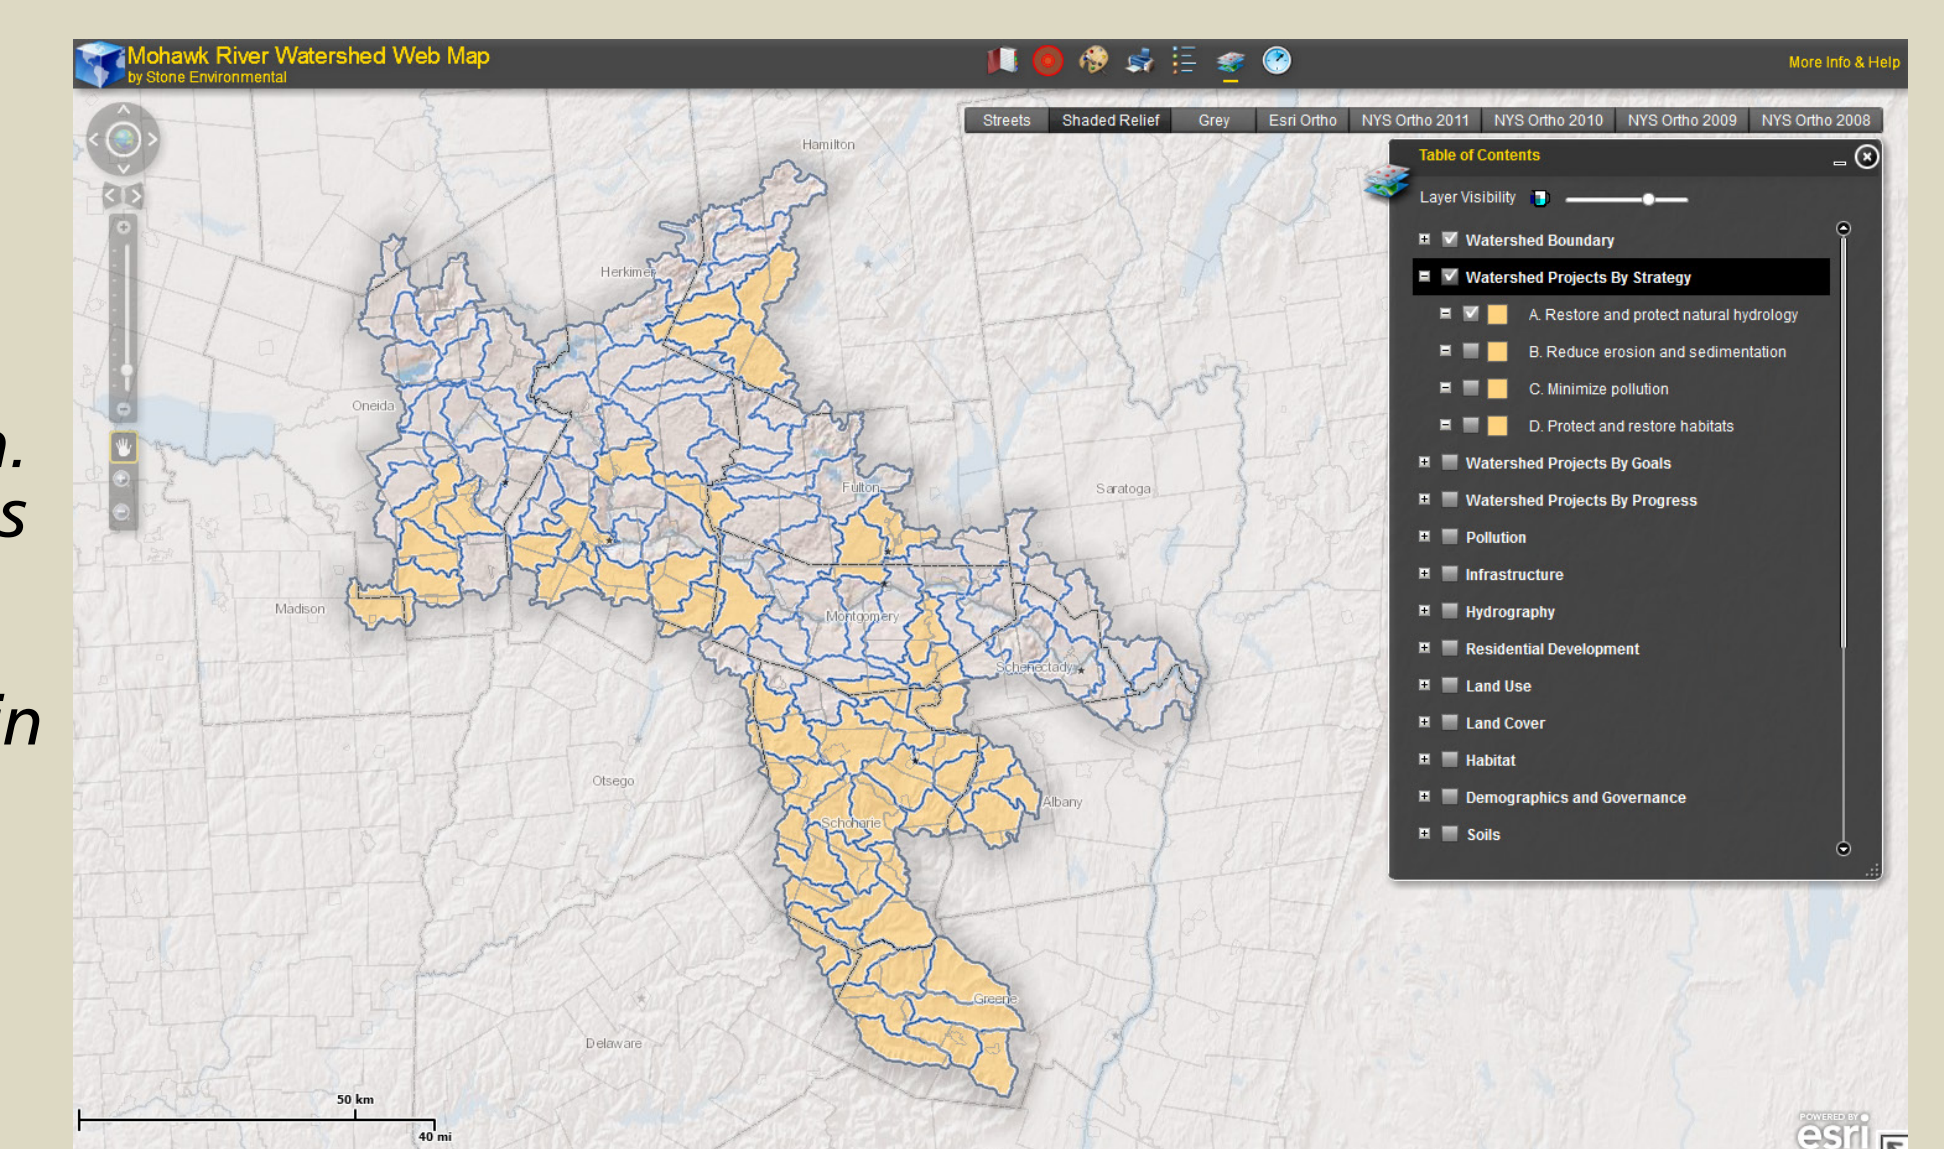 Mohawk River Watershed Web Map
by Stone Environmental
More Info & Help
Streets
Shaded Relief
Grey
Esri Ortho
NYS Ortho 2011
NYS Ortho 2010
NYS Ortho 2009
NYS Ortho 2008
Table of Contents
Layer Visibility
Watershed Boundary
Watershed Projects By Strategy
A. Restore and protect natural hydrology
B. Reduce erosion and sedimentation
C. Minimize pollution
D. Protect and restore habitats
Watershed Projects By Goals
Watershed Projects By Progress
Pollution
Infrastructure
Hydrography
Residential Development
Land Use
Land Cover
Habitat
Demographics and Governance
Soils
Hamilton
Herkimer
Oneida
Fulton
Saratoga
Madison
Montgomery
Schenectady
Otsego
Albany
Schoharie
Greene
Delaware
50 km
40 mi
POWERED BY
esri